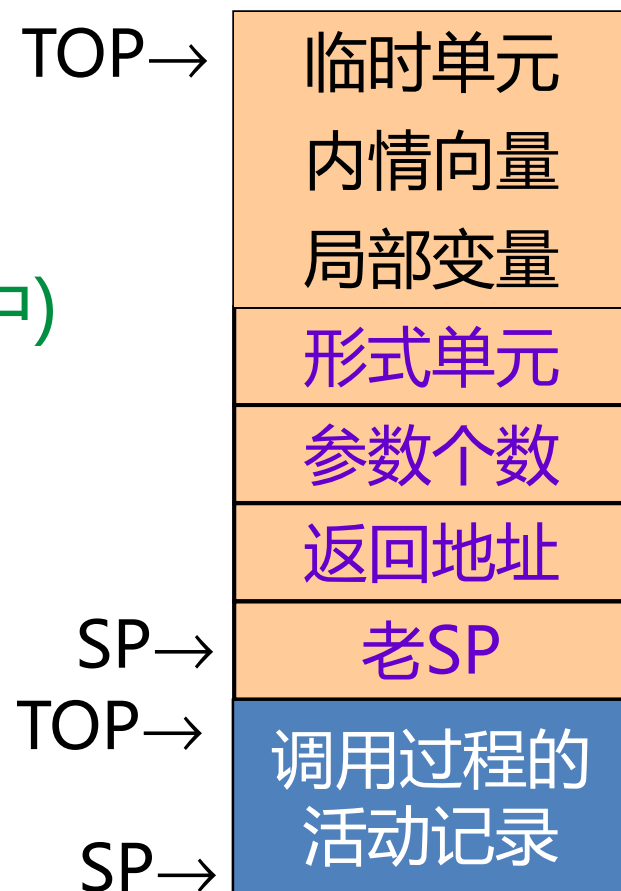 TOP→ 临时单元
内情向量
局部变量
)
形式单元
参数个数
返回地址
SP→ 老SP
TOP→ 调用过程的
活动记录
SP→